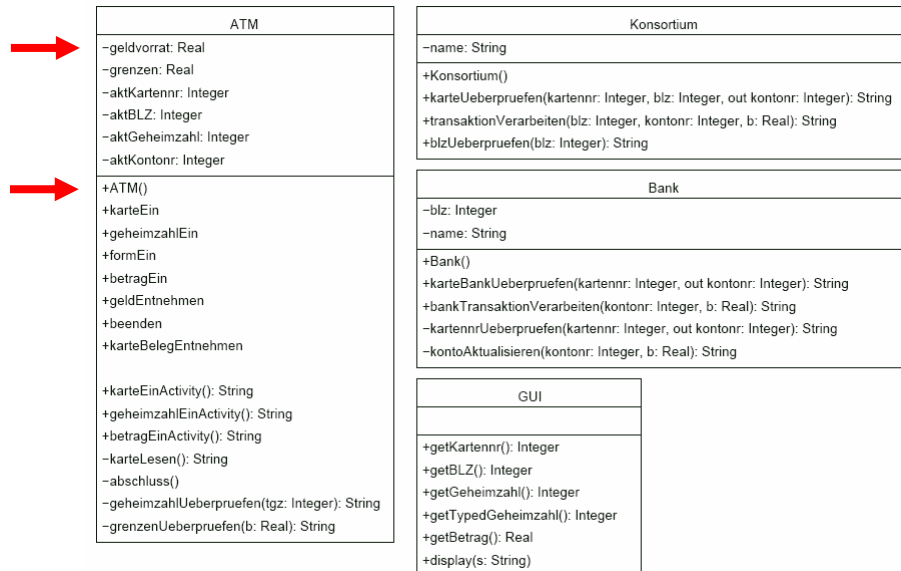 ATM
−geldvorrat: Real
−grenzen: Real
−aktKartennr: Integer
−aktBLZ: Integer
−aktGeheimzahl: Integer
−aktKontonr: Integer
+ATM()
+karteEin
+geheimzahlEin
+formEin
+betragEin
+geldEntnehmen
+beenden
+karteBelegEntnehmen
+karteEinActivity(): String
+geheimzahlEinActivity(): String
+betragEinActivity(): String
−karteLesen(): String
−abschluss()
−geheimzahlUeberpruefen(tgz: Integer): String
−grenzenUeberpruefen(b: Real): String
Konsortium
−name: String
+Konsortium()
+karteUeberpruefen(kartennr: Integer, blz: Integer, out kontonr: Integer): String
+transaktionVerarbeiten(blz: Integer, kontonr: Integer, b: Real): String
+blzUeberpruefen(blz: Integer): String
Bank
−blz: Integer
−name: String
+Bank()
+karteBankUeberpruefen(kartennr: Integer, out kontonr: Integer): String
+bankTransaktionVerarbeiten(kontonr: Integer, b: Real): String
−kartennrUeberpruefen(kartennr: Integer, out kontonr: Integer): String
−kontoAktualisieren(kontonr: Integer, b: Real): String
GUI
+getKartennr(): Integer
+getBLZ(): Integer
+getGeheimzahl(): Integer
+getTypedGeheimzahl(): Integer
+getBetrag(): Real
+display(s: String)